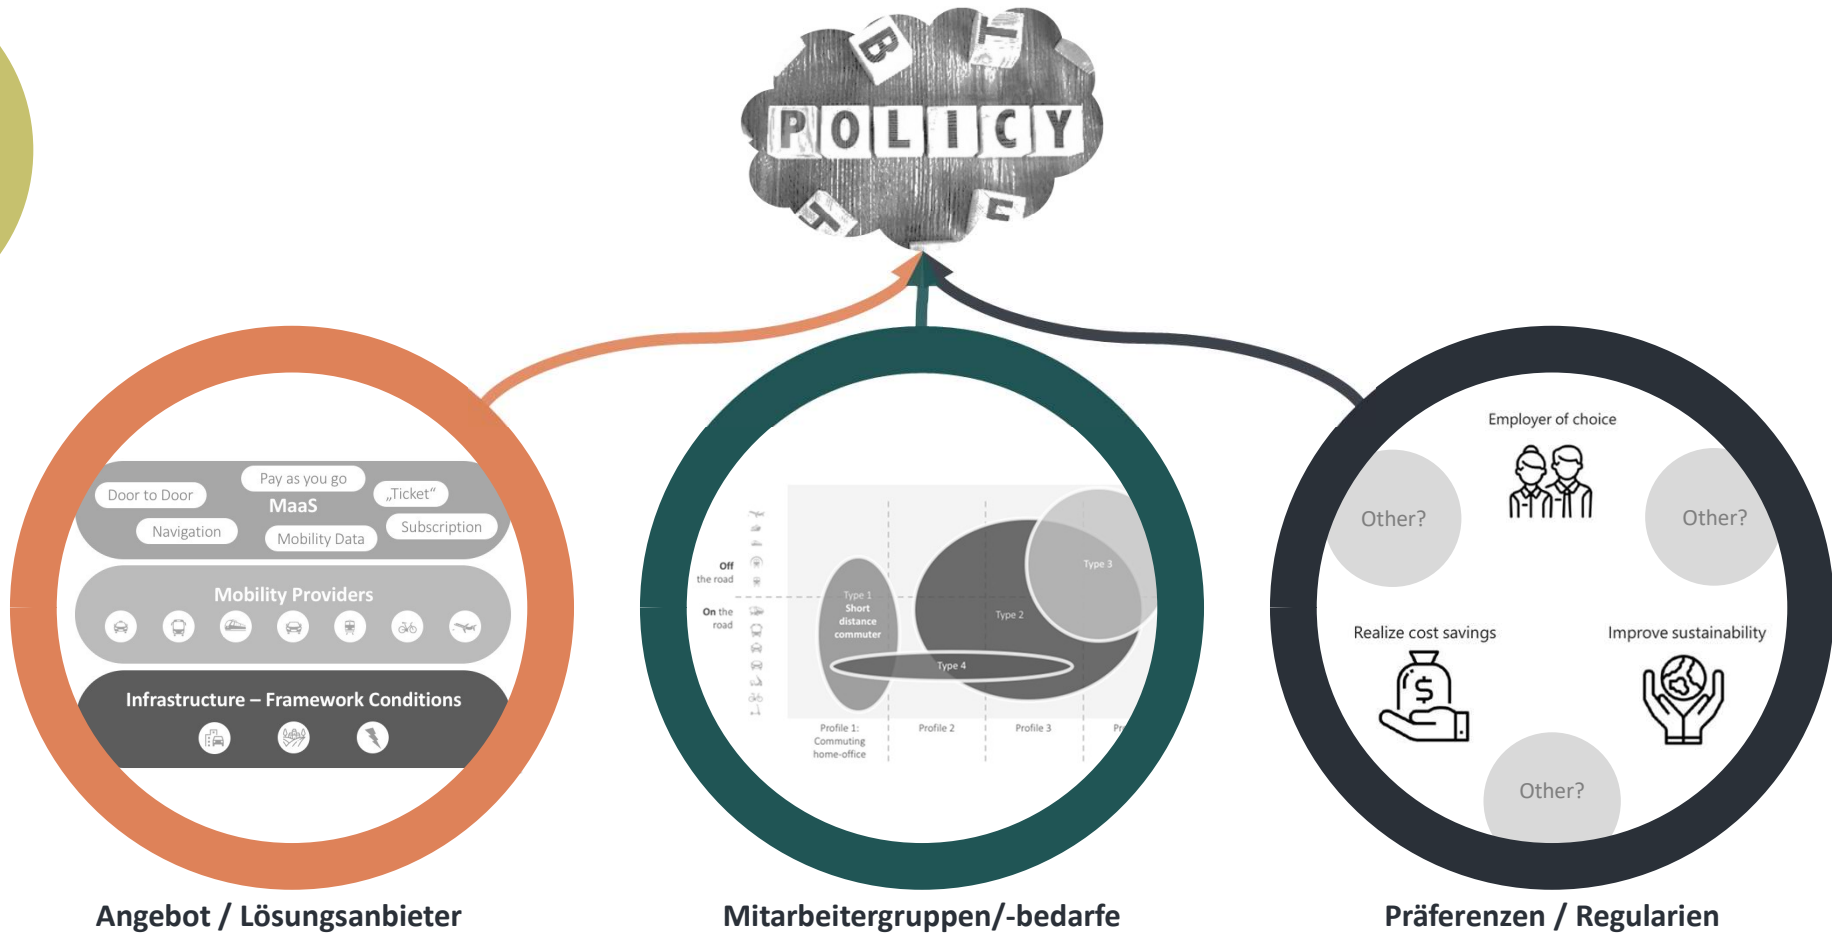 B T
POLICY
T E
Pay as you go
Door to Door
„Ticket“
MaaS
Navigation
Subscription
Mobility Data
Mobility Providers
Infrastructure – Framework Conditions
Angebot / Lösungsanbieter
Off
the road
On the
road
Type 1
Short
distance
commuter
Type 2
Type 3
Type 4
Profile 1:
Commuting
home-office
Profile 2
Profile 3
Mitarbeitergruppen/-bedarfe
Employer of choice
Other?
Other?
Realize cost savings
Improve sustainability
$
Other?
Präferenzen / Regularien